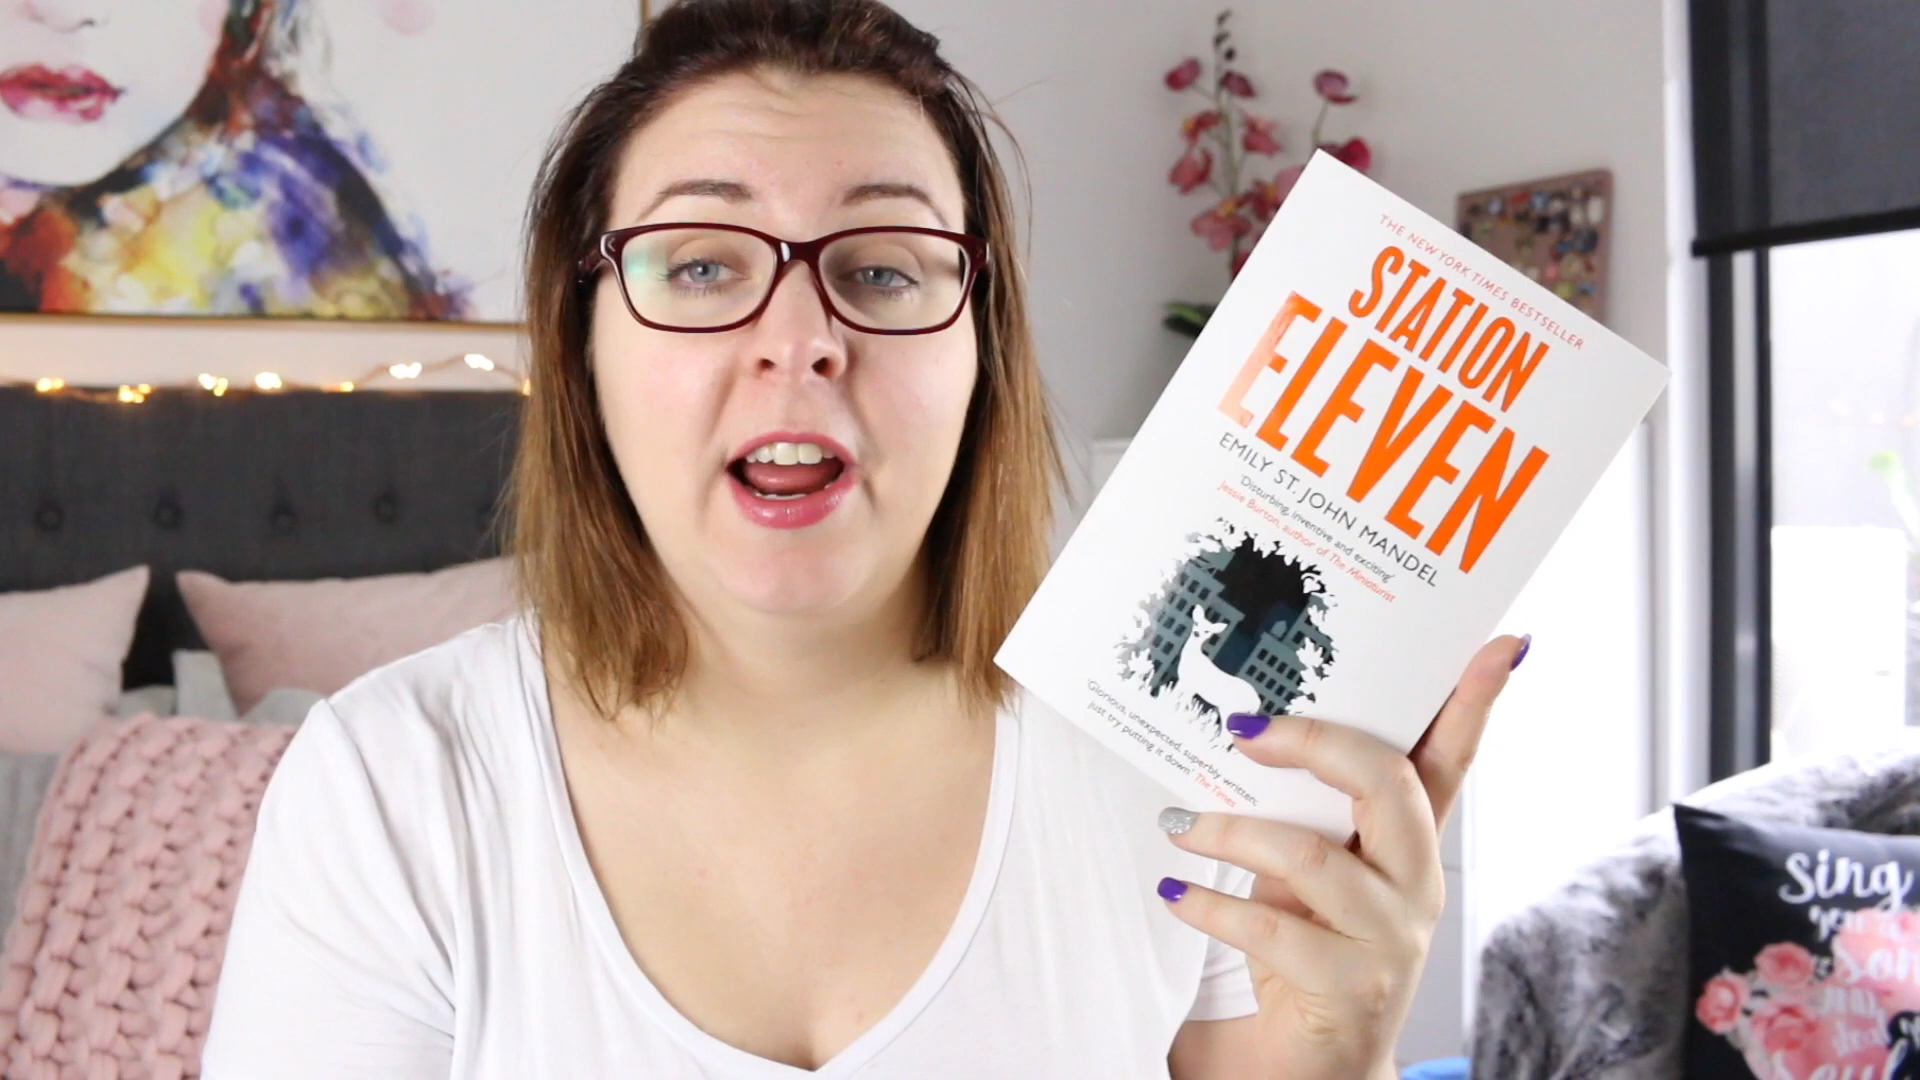 THE NEW YORK TIMES BESTSELLER
STATION
ELEVEN
EMILY ST. JOHN MANDEL
'Disturbing, inventive and exciting'
Jessie Burton, author of The Miniaturist
'Glorious, unexpected, superbly written;
just try putting it down' The Times
sing